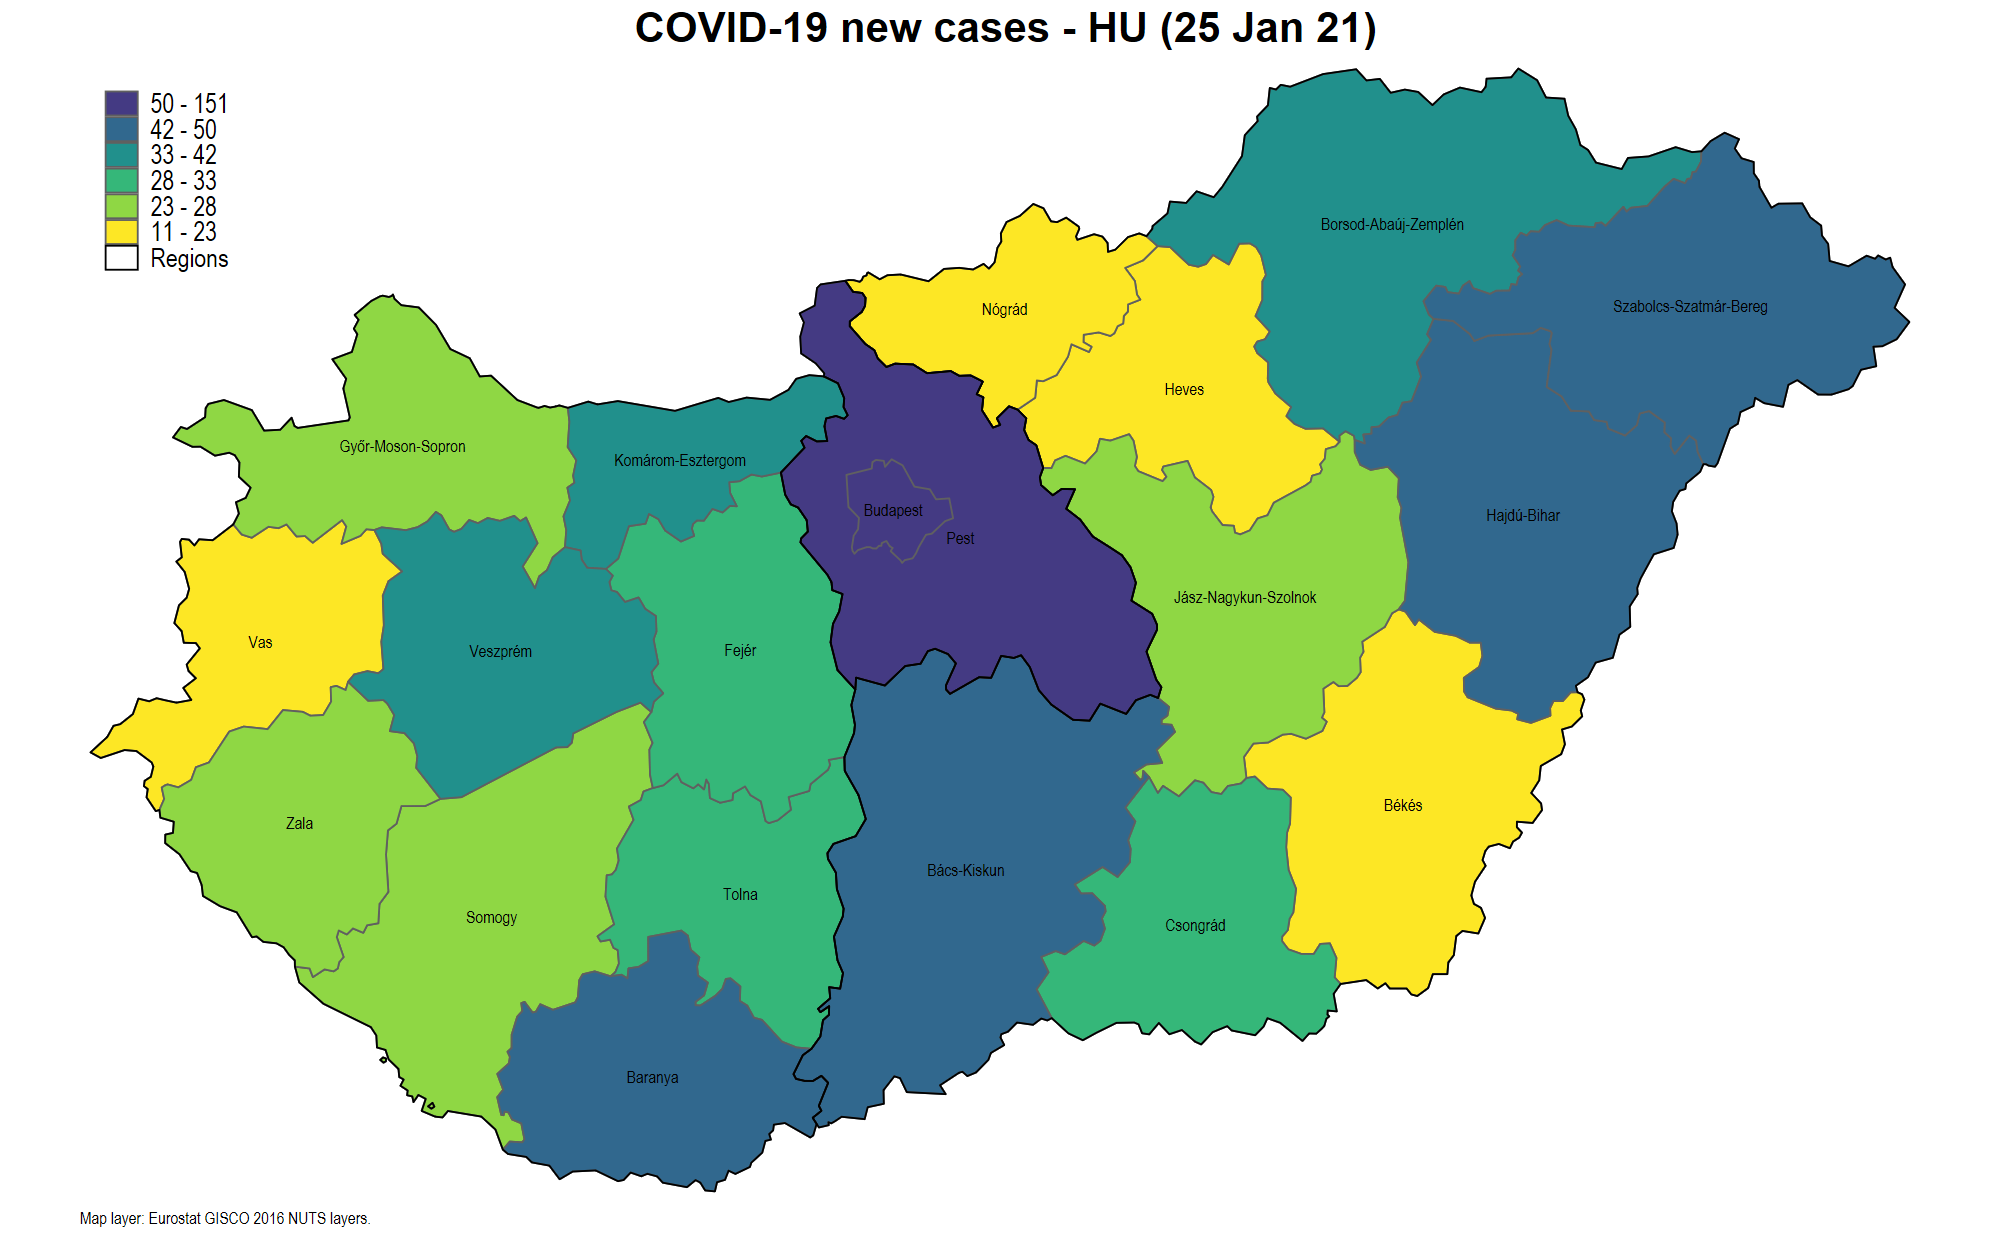 COVID-19 new cases - HU (25 Jan 21)
50 - 151
42 - 50
33 - 42
28 - 33
23 - 28
11 - 23
Regions
Borsod-Abaúj-Zemplén
Szabolcs-Szatmár-Bereg
Nógrád
Heves
Győr-Moson-Sopron
Komárom-Esztergom
Budapest
Hajdú-Bihar
Pest
Jász-Nagykun-Szolnok
Vas
Veszprém
Fejér
Békés
Zala
Bács-Kiskun
Tolna
Somogy
Csongrád
Baranya
Map layer: Eurostat GISCO 2016 NUTS layers.